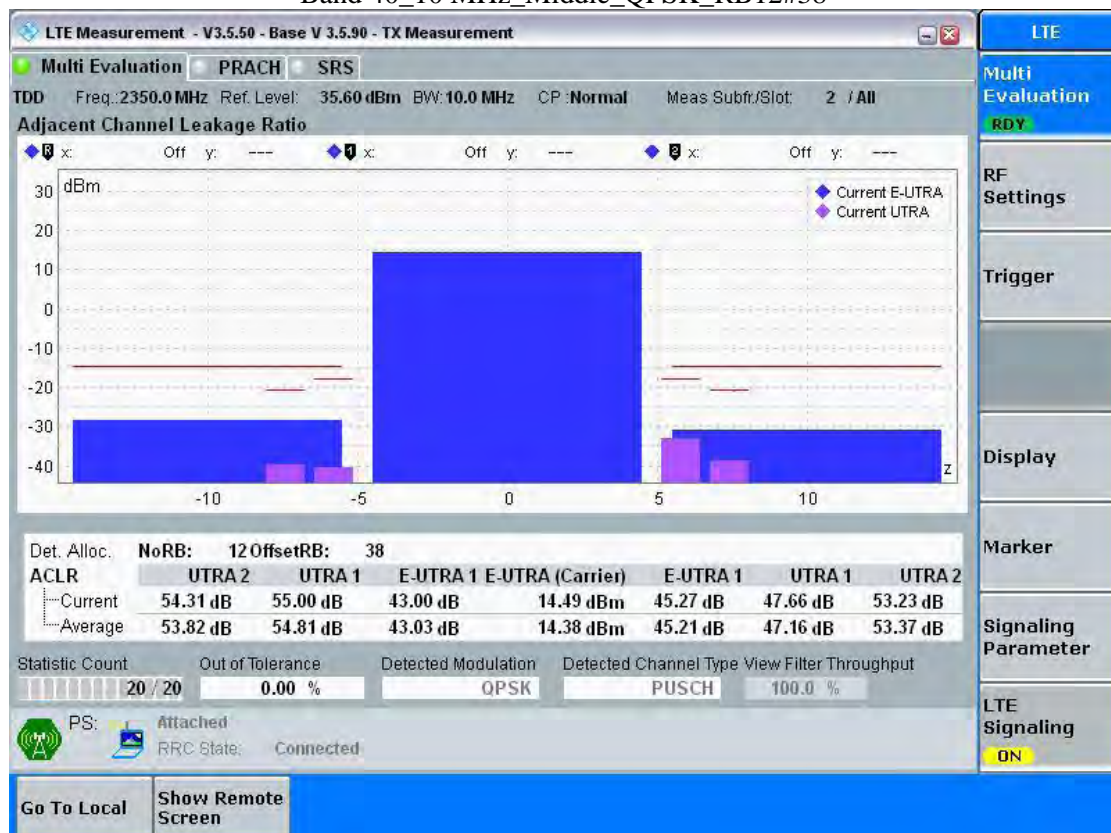 Band 40_10 MHz_Middle_QPSK_RB12#38
LTE Measurement - V3.5.50 - Base V 3.5.90 - TX Measurement
LTE
Multi Evaluation PRACH SRS
Multi Evaluation
RDY
TDD Freq.:2350.0 MHz Ref. Level: 35.60 dBm BW:10.0 MHz CP :Normal Meas Subfr./Slot: 2 / All
Adjacent Channel Leakage Ratio
R x: Off y: --- 1 x: Off y: --- 2 x: Off y: ---
dBm
Current E-UTRA
Current UTRA
30
20
10
0
-10
-20
-30
-40
z
-10 -5 0 5 10
RF Settings
Trigger
Display
Marker
Signaling Parameter
LTE Signaling
ON
Det. Alloc. NoRB: 12 OffsetRB: 38
ACLR UTRA 2 UTRA 1 E-UTRA 1 E-UTRA (Carrier) E-UTRA 1 UTRA 1 UTRA 2
Current 54.31 dB 55.00 dB 43.00 dB 14.49 dBm 45.27 dB 47.66 dB 53.23 dB
Average 53.82 dB 54.81 dB 43.03 dB 14.38 dBm 45.21 dB 47.16 dB 53.37 dB
Statistic Count Out of Tolerance Detected Modulation Detected Channel Type View Filter Throughput
20 / 20 0.00 % QPSK PUSCH 100.0 %
PS: Attached
RRC State: Connected
Go To Local
Show Remote Screen